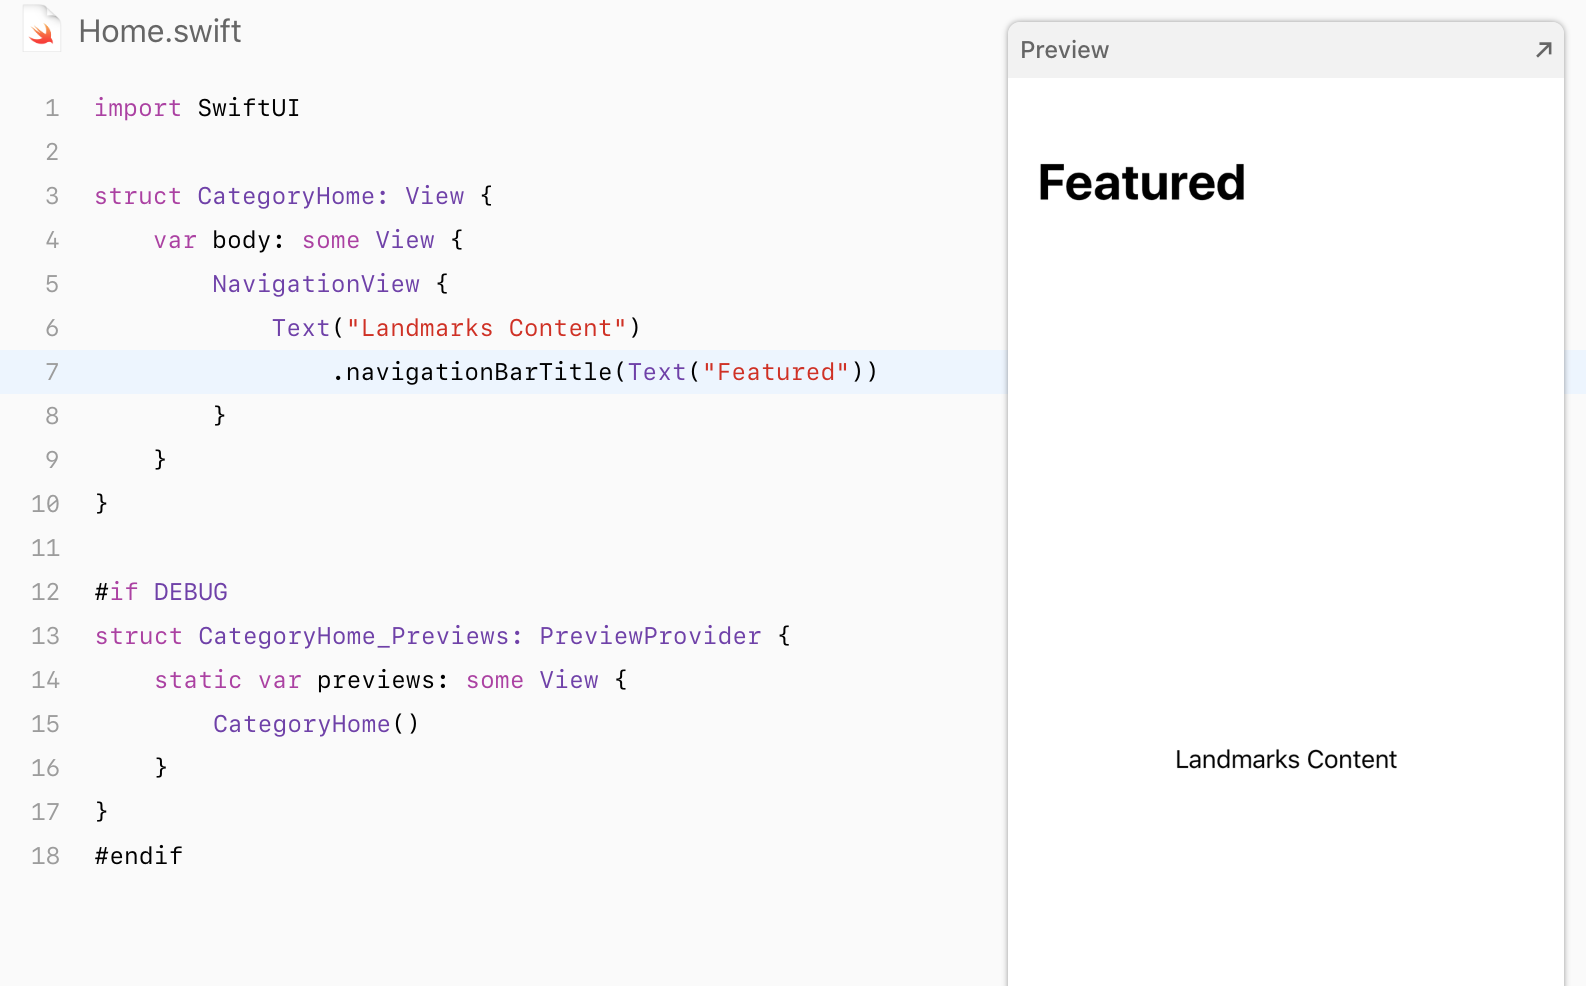 Home.swift
1 import SwiftUI
2
3 struct CategoryHome: View {
4     var body: some View {
5         NavigationView {
6             Text("Landmarks Content")
7                 .navigationBarTitle(Text("Featured"))
8         }
9     }
10 }
11
12 #if DEBUG
13 struct CategoryHome_Previews: PreviewProvider {
14     static var previews: some View {
15         CategoryHome()
16     }
17 }
18 #endif
Preview
Featured
Landmarks Content